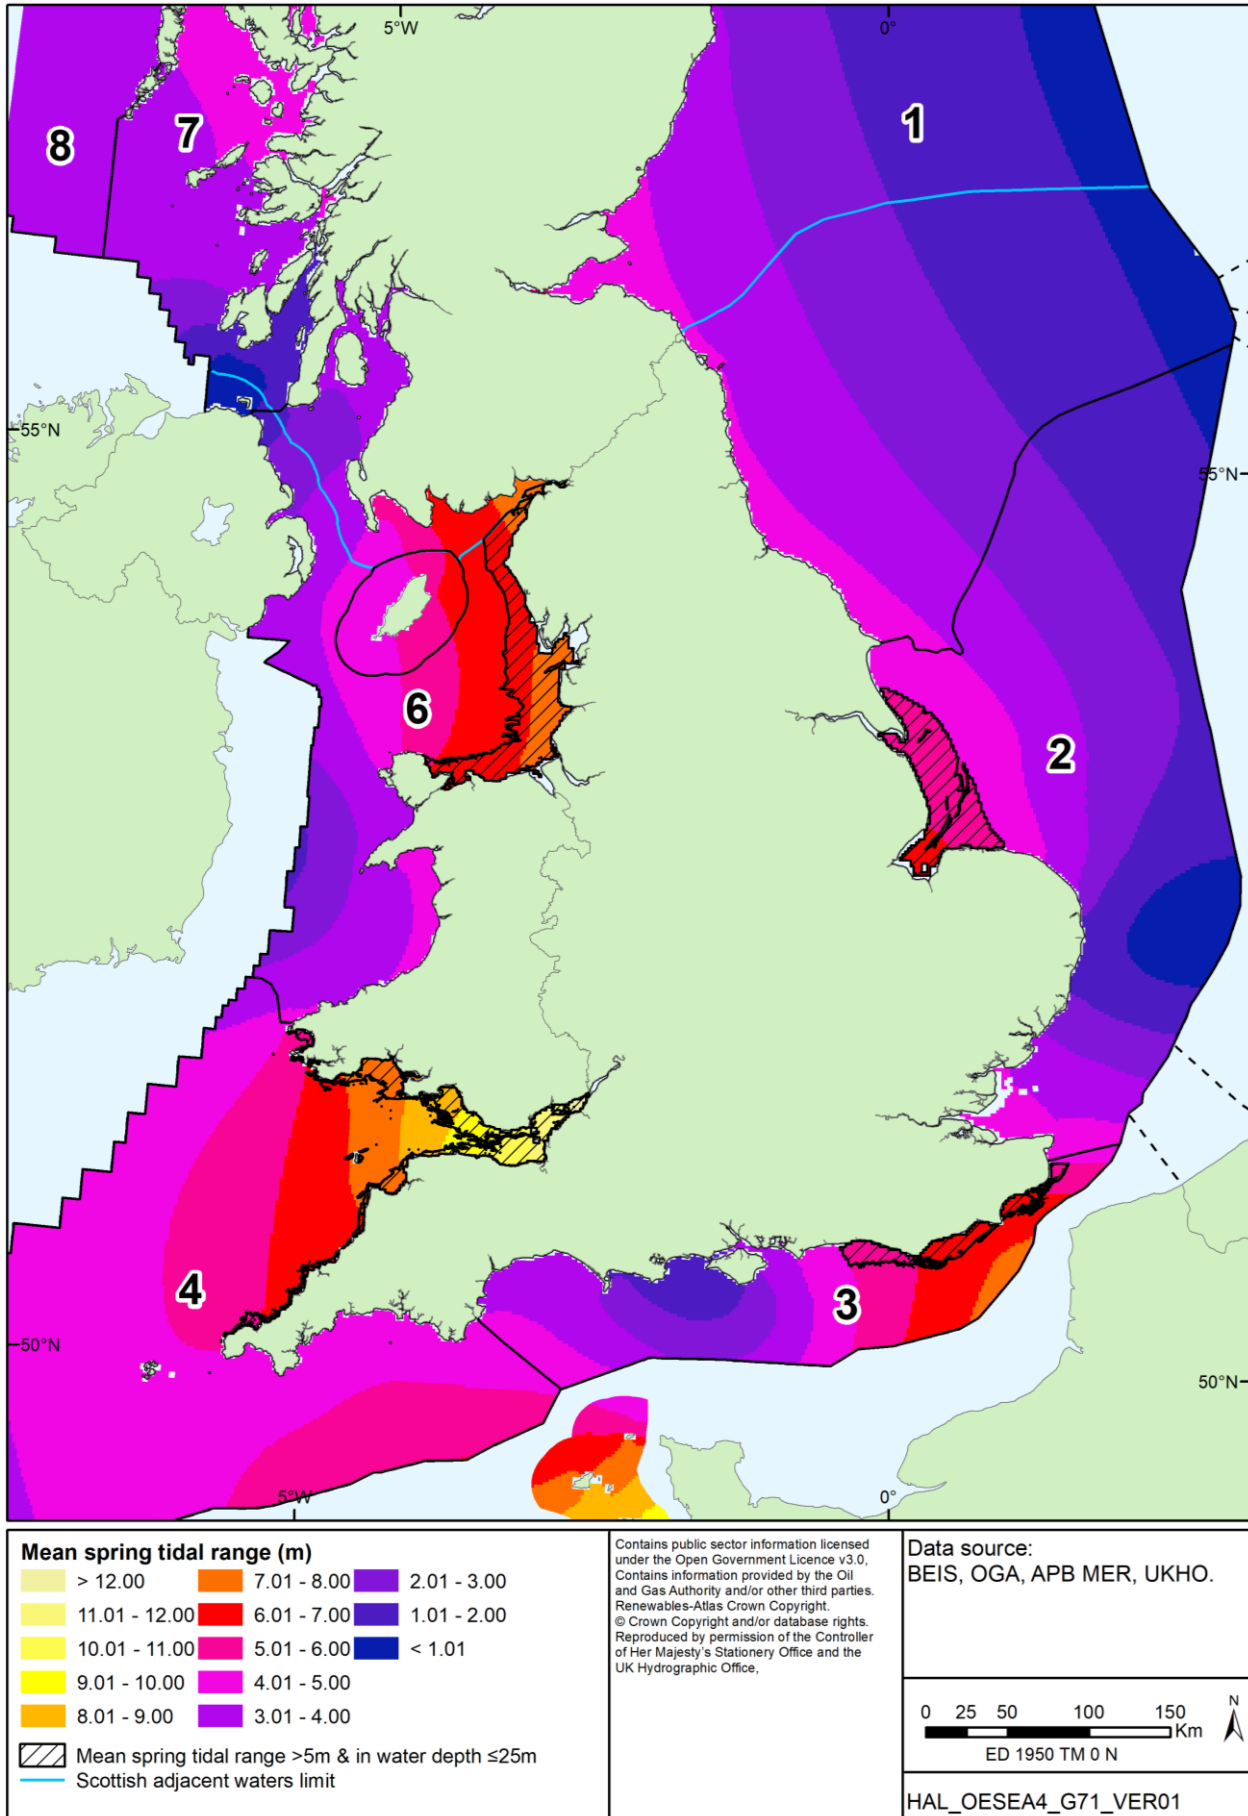 5°W
0°
1
7
8
55°N
55°N
6
2
4
3
50°N
50°N
5°W
0°
Mean spring tidal range (m)
> 12.00
7.01 - 8.00
2.01 - 3.00
11.01 - 12.00
6.01 - 7.00
1.01 - 2.00
10.01 - 11.00
5.01 - 6.00
< 1.01
9.01 - 10.00
4.01 - 5.00
8.01 - 9.00
3.01 - 4.00
Mean spring tidal range >5m & in water depth ≤25m
Scottish adjacent waters limit
Contains public sector information licensed
under the Open Government Licence v3.0,
Contains information provided by the Oil
and Gas Authority and/or other third parties.
Renewables-Atlas Crown Copyright.
© Crown Copyright and/or database rights.
Reproduced by permission of the Controller
of Her Majesty's Stationery Office and the
UK Hydrographic Office,
Data source:
BEIS, OGA, APB MER, UKHO.
0 25 50 100 150
Km
N
ED 1950 TM 0 N
HAL_OESEA4_G71_VER01